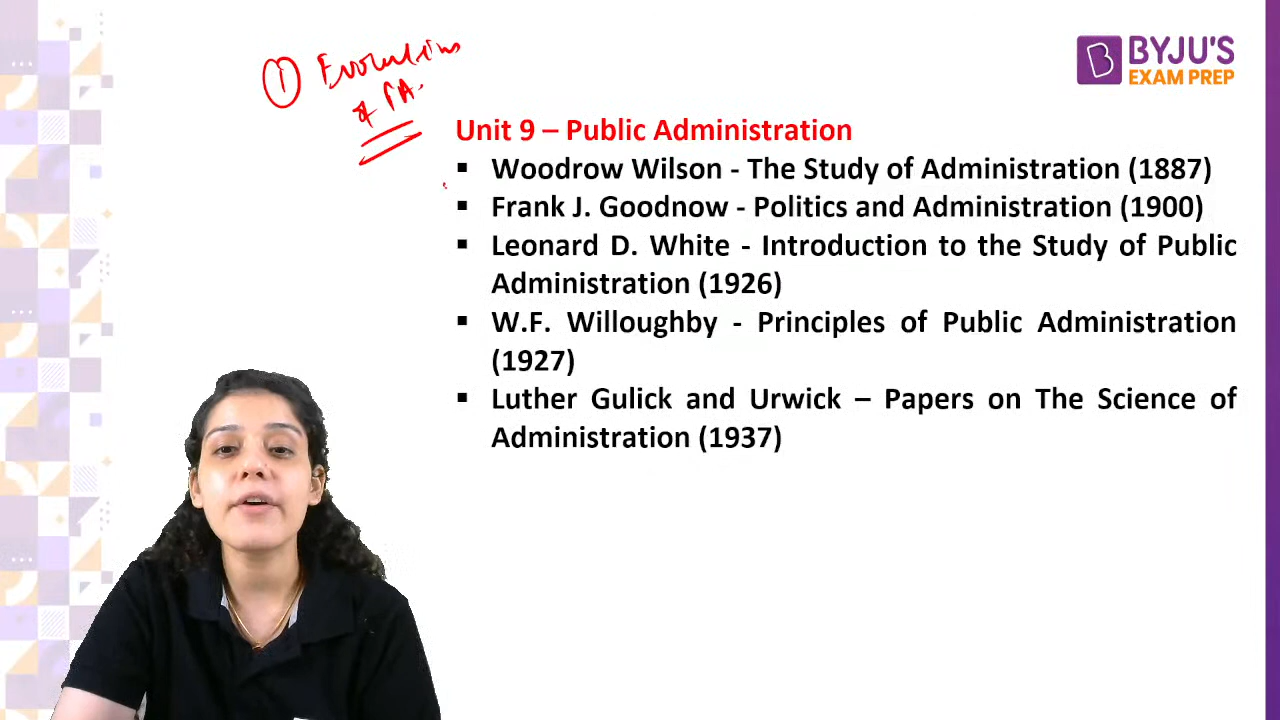 ① Evolution
of PA.
BYJU'S
EXAM PREP
Unit 9 – Public Administration
▪ Woodrow Wilson - The Study of Administration (1887)
▪ Frank J. Goodnow - Politics and Administration (1900)
▪ Leonard D. White - Introduction to the Study of Public
Administration (1926)
▪ W.F. Willoughby - Principles of Public Administration
(1927)
▪ Luther Gulick and Urwick – Papers on The Science of
Administration (1937)